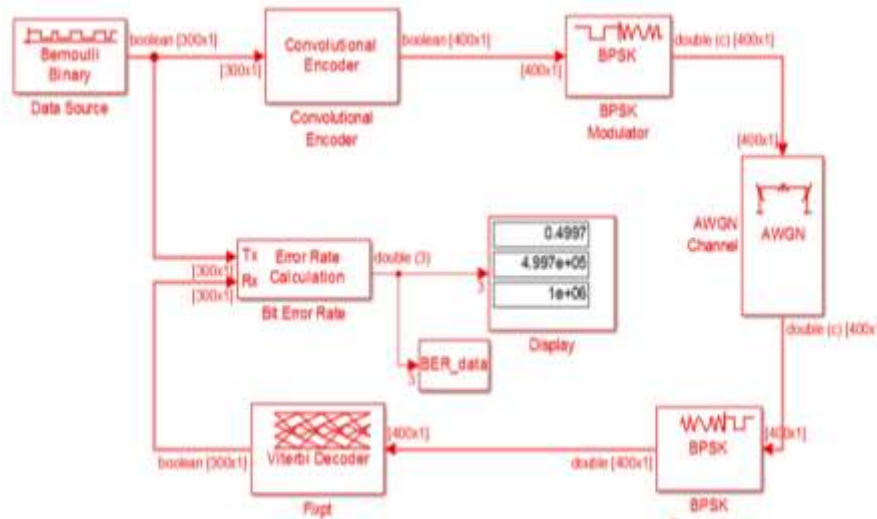 Bernoulli
Binary
Data Source
boolean [300x1]
[300x1]
Convolutional
Encoder
Convolutional
Encoder
boolean [400x1]
[400x1]
BPSK
BPSK
Modulator
double (c) [400x1]
[400x1]
AWGN
Channel
AWGN
Tx
Rx
[300x1]
[300x1]
Error Rate
Calculation
Bit Error Rate
double (3)
3
0.4997
4.997e+05
1e+06
Display
3
BER_data
double (c) [400x1
[400x1]
BPSK
BPSK
double [400x1]
[400x1]
Viterbi Decoder
Fixpt
boolean [300x1]